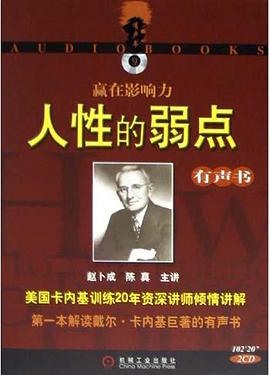 AUDIOBOOKS
9
赢在影响力
人性的弱点
有声书
赵卜成 陈真 主讲
美国卡内基训练20年资深讲师倾情讲解
第一本解读戴尔·卡内基巨著的有声书
机械工业出版社
China Machine Press
102'20"
2CD